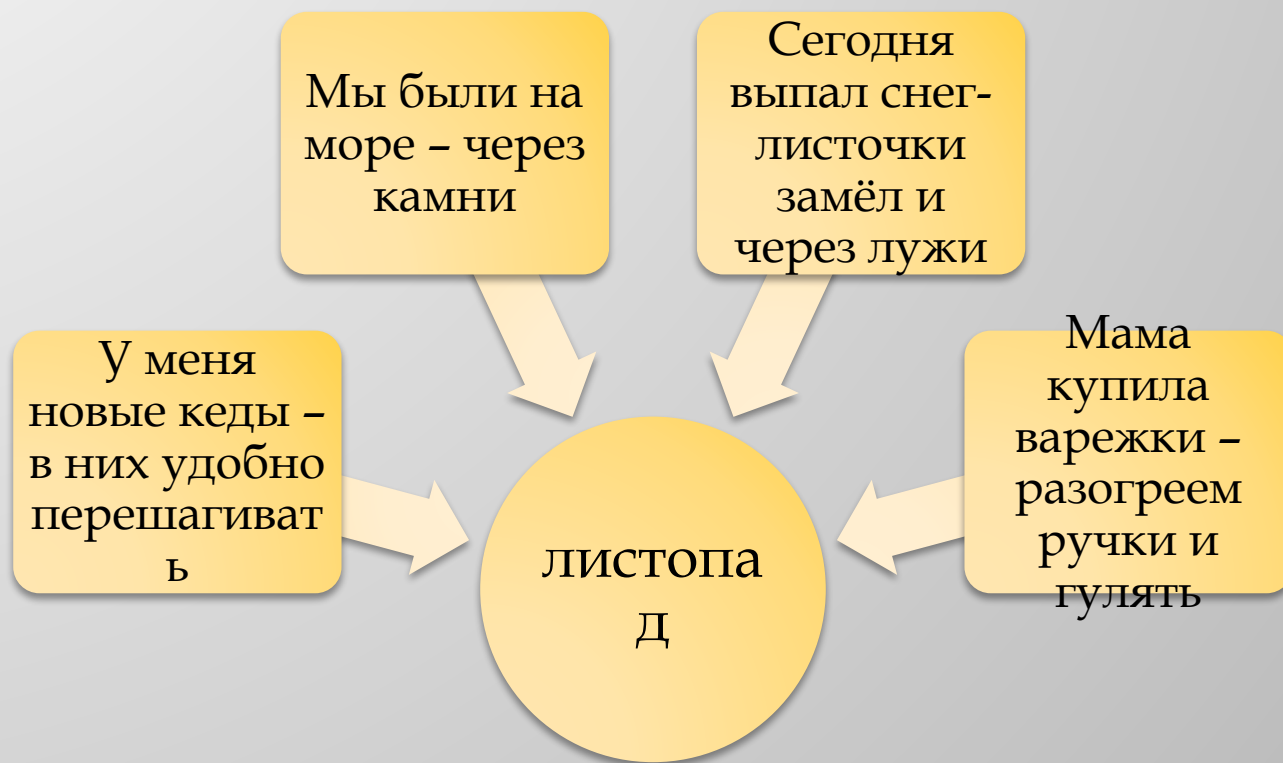 Мы были на
море – через
камни
Сегодня
выпал снег-
листочки
замёл и
через лужи
У меня
новые кеды –
в них удобно
перешагиват
ь
Мама
купила
варежки –
разогреем
ручки и
гулять
листопа
д